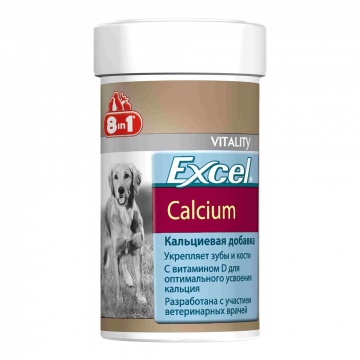 8in1
VITALITY
Excel
Calcium
Кальциевая добавка
Укрепляет зубы и кости
С витамином D для
оптимального усвоения
кальция
Разработана с участием
ветеринарных врачей